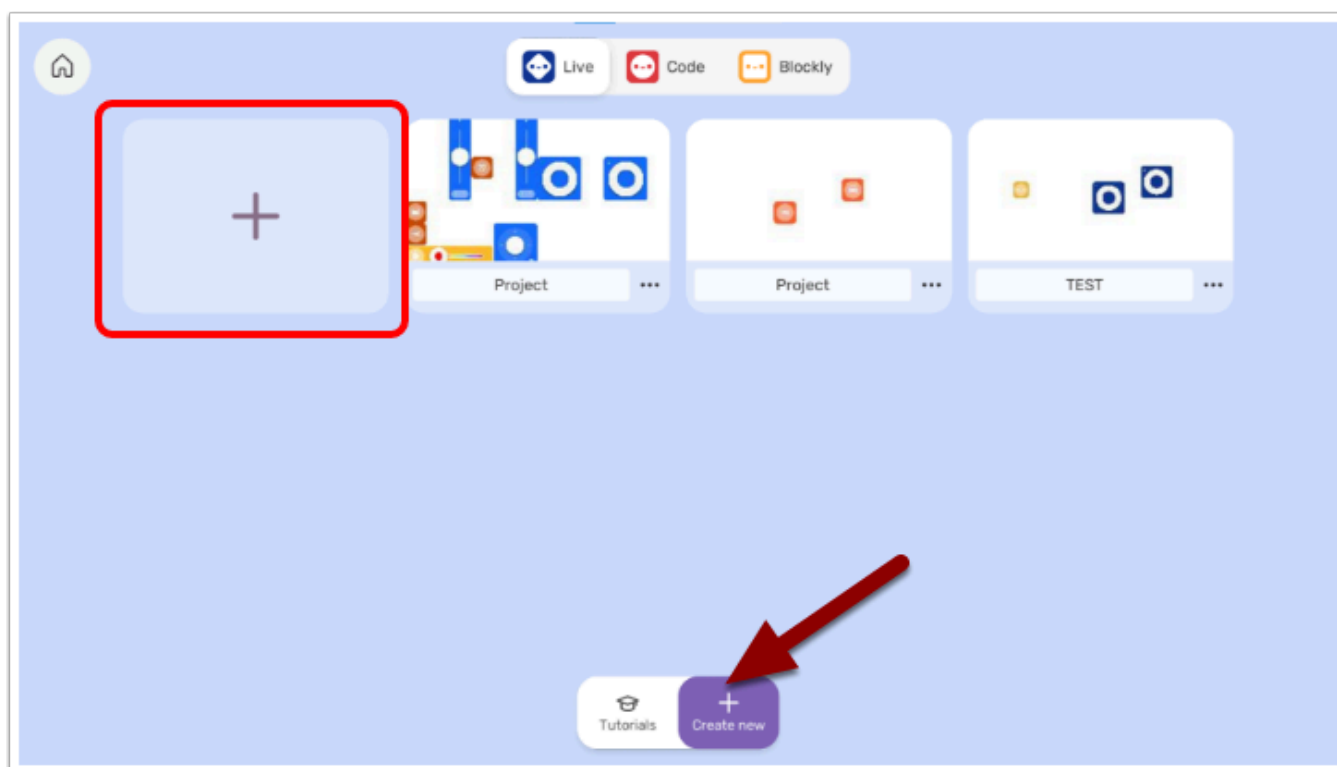 Live
Code
Blockly
Project
Project
TEST
Tutorials
Create new